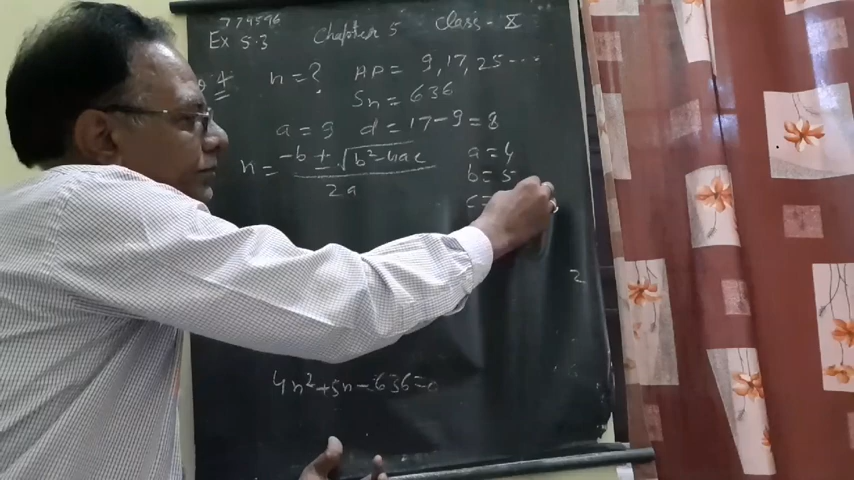 774596
Ex 5.3 Chapter 5 Class - X
4 n = ? AP = 9, 17, 25 ...
Sn = 636
a = 9 d = 17 - 9 = 8
n = -b ± √b² - 4ac / 2a
a = 4
b = 5
c =
2
4n² + 5n - 636 = 0